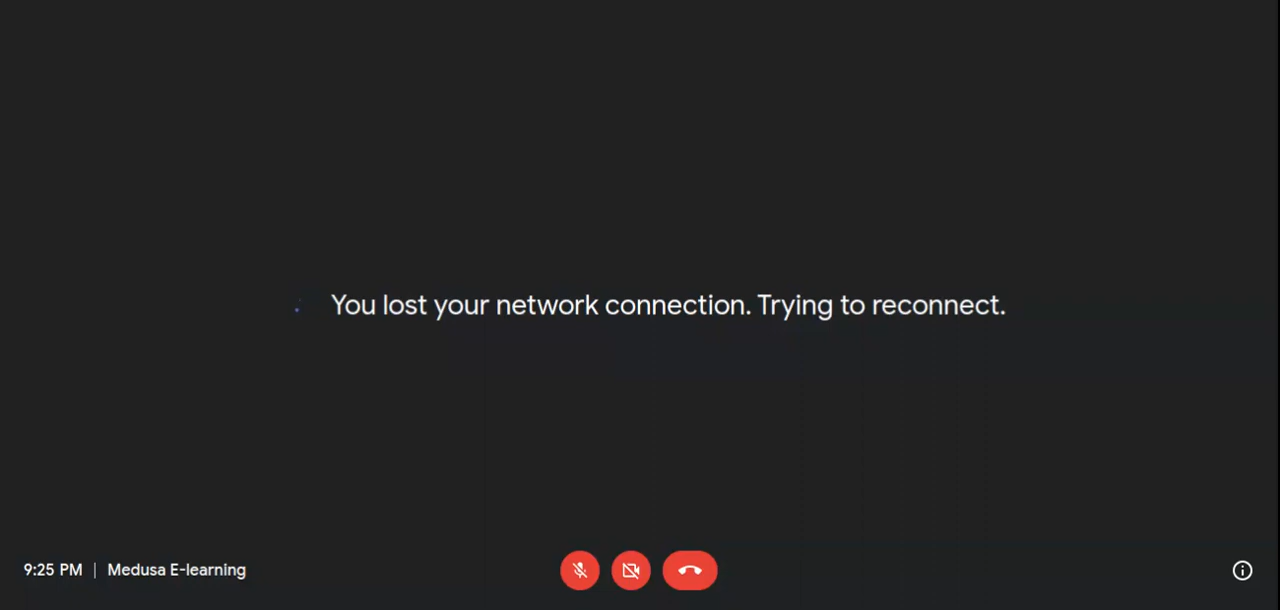 You lost your network connection. Trying to reconnect.
9:25 PM | Medusa E-learning